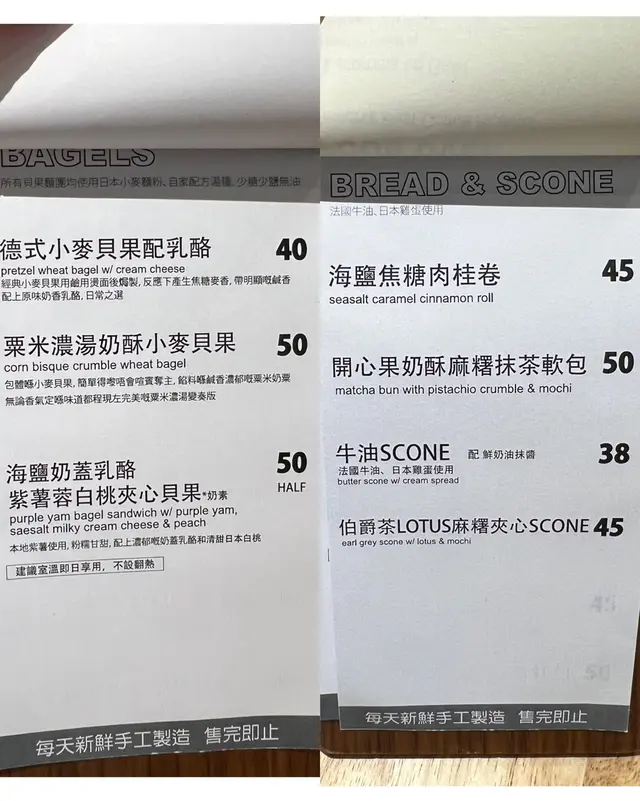 BAGELS
所有貝果麵團均使用日本小麥麵粉、自家配方湯種。少糖少鹽無油
德式小麥貝果配乳酪 40
pretzel wheat bagel w/ cream cheese
經典小麥貝果用鹼用燙面後焗製, 反應下產生焦糖麥香, 帶明顯嘅鹹香
配上原味奶香乳酪, 日常之選
粟米濃湯奶酥小麥貝果 50
corn bisque crumble wheat bagel
包體喺小麥貝果, 簡單得嚟唔會喧賓奪主, 餡料喺鹹香濃郁嘅粟米奶粟
無論香氣定喺味道都程現左完美嘅粟米濃湯變奏版
海鹽奶蓋乳酪 50
紫薯蓉白桃夾心貝果*奶素 HALF
purple yam bagel sandwich w/ purple yam,
saesalt milky cream cheese & peach
本地紫薯使用, 粉糯甘甜, 配上濃郁嘅奶蓋乳酪和清甜日本白桃
建議室溫即日享用，不設翻熱
每天新鮮手工製造 售完即止
BREAD & SCONE
法國牛油、日本雞蛋使用
海鹽焦糖肉桂卷 45
seasalt caramel cinnamon roll
開心果奶酥麻糬抹茶軟包 50
matcha bun with pistachio crumble & mochi
牛油SCONE 配 鮮奶油抹醬 38
法國牛油、日本雞蛋使用
butter scone w/ cream spread
伯爵茶LOTUS麻糬夾心SCONE 45
earl grey scone w/ lotus & mochi
45
50
每天新鮮手工製造 售完即止